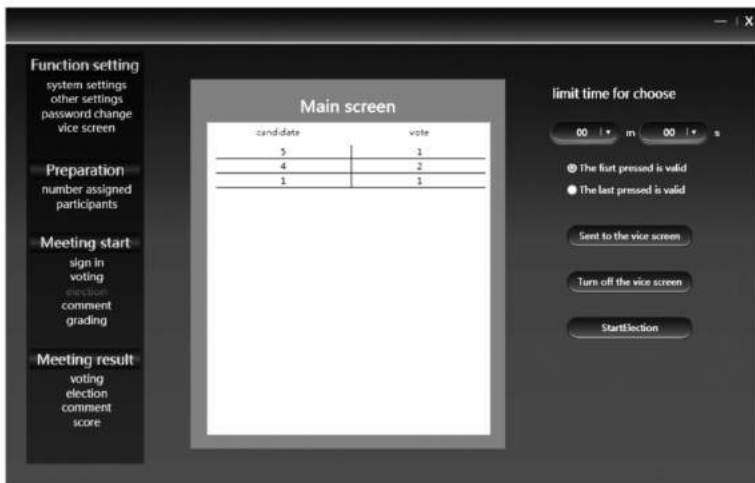 — | X
Function setting
system settings
other settings
password change
vice screen
Preparation
number assigned
participants
Meeting start
sign in
voting
election
comment
grading
Meeting result
voting
election
comment
score
Main screen
candidate vote
5 1
4 2
1 1
limit time for choose
00 m 00 s
The fisrt pressed is valid
The last pressed is valid
Sent to the vice screen
Turn off the vice screen
StartElection